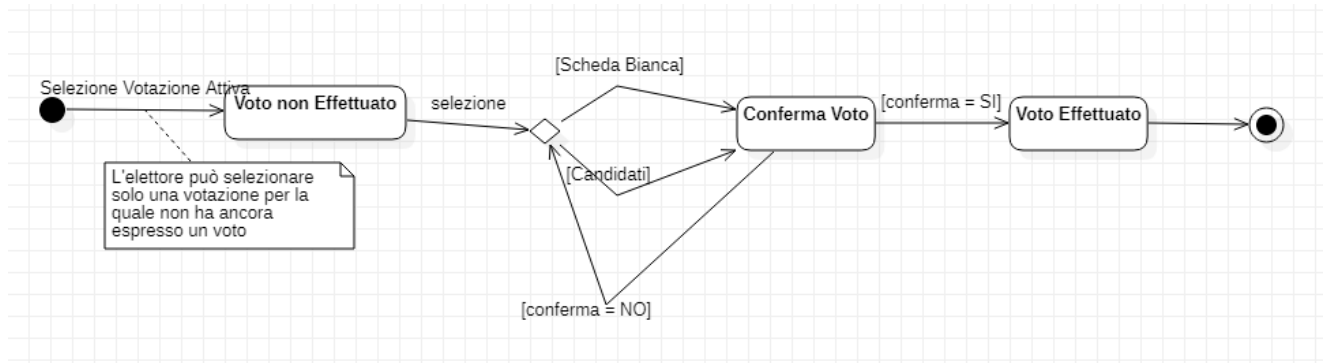 Selezione Votazione Attiva
Voto non Effettuato
L'elettore può selezionare
solo una votazione per la
quale non ha ancora
espresso un voto
selezione
[Scheda Bianca]
[Candidati]
[conferma = NO]
Conferma Voto
[conferma = SI]
Voto Effettuato